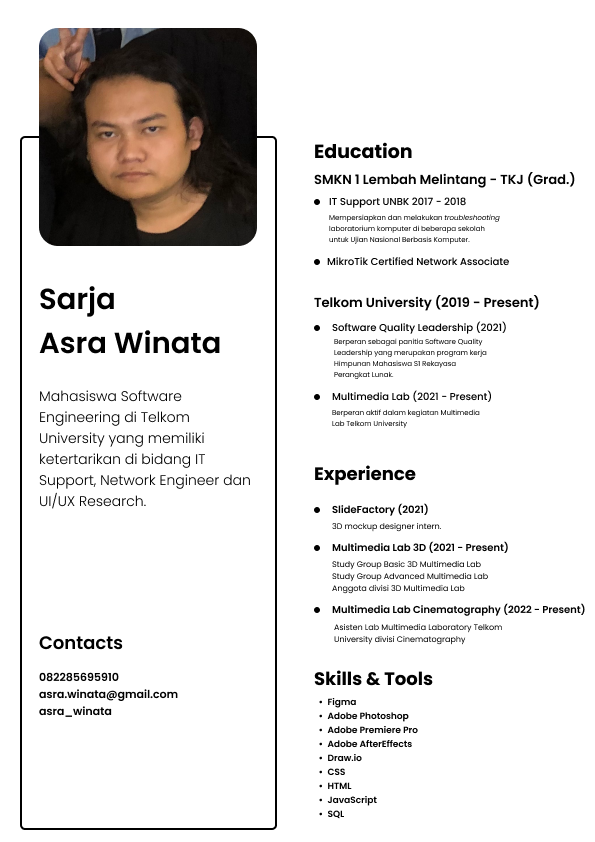 Sarja
Asra Winata
Mahasiswa Software
Engineering di Telkom
University yang memiliki
ketertarikan di bidang IT
Support, Network Engineer dan
UI/UX Research.
Contacts
082285695910
asra.winata@gmail.com
asra_winata
Education
SMKN 1 Lembah Melintang - TKJ (Grad.)
• IT Support UNBK 2017 - 2018
Mempersiapkan dan melakukan troubleshooting
laboratorium komputer di beberapa sekolah
untuk Ujian Nasional Berbasis Komputer.
• MikroTik Certified Network Associate
Telkom University (2019 - Present)
• Software Quality Leadership (2021)
Berperan sebagai panitia Software Quality
Leadership yang merupakan program kerja
Himpunan Mahasiswa S1 Rekayasa
Perangkat Lunak.
• Multimedia Lab (2021 - Present)
Berperan aktif dalam kegiatan Multimedia
Lab Telkom University
Experience
• SlideFactory (2021)
3D mockup designer intern.
• Multimedia Lab 3D (2021 - Present)
Study Group Basic 3D Multimedia Lab
Study Group Advanced Multimedia Lab
Anggota divisi 3D Multimedia Lab
• Multimedia Lab Cinematography (2022 - Present)
Asisten Lab Multimedia Laboratory Telkom
University divisi Cinematography
Skills & Tools
• Figma
• Adobe Photoshop
• Adobe Premiere Pro
• Adobe AfterEffects
• Draw.io
• CSS
• HTML
• JavaScript
• SQL